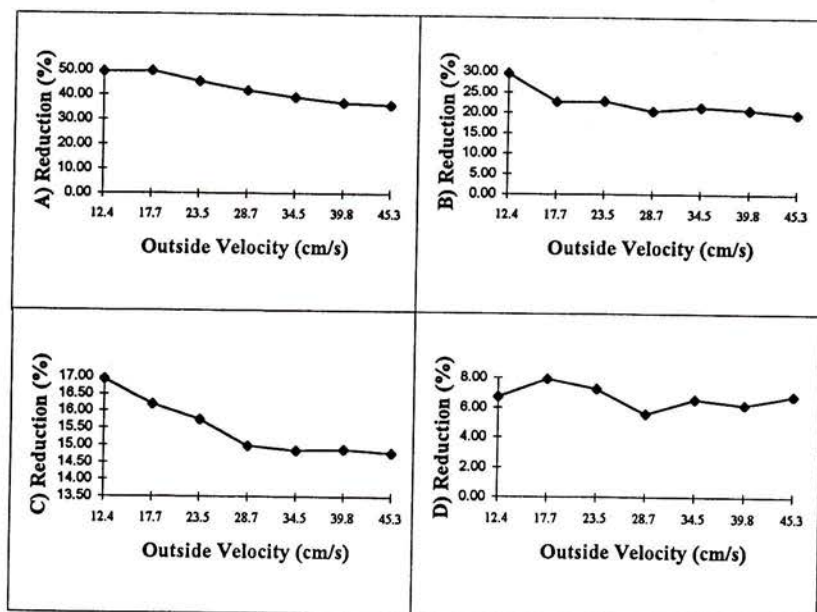 A) Reduction (%)
50.00
40.00
30.00
20.00
10.00
0.00
12.4 17.7 23.5 28.7 34.5 39.8 45.3
Outside Velocity (cm/s)
B) Reduction (%)
30.00
25.00
20.00
15.00
10.00
5.00
0.00
12.4 17.7 23.5 28.7 34.5 39.8 45.3
Outside Velocity (cm/s)
C) Reduction (%)
17.00
16.50
16.00
15.50
15.00
14.50
14.00
13.50
12.4 17.7 23.5 28.7 34.5 39.8 45.3
Outside Velocity (cm/s)
D) Reduction (%)
8.00
6.00
4.00
2.00
0.00
12.4 17.7 23.5 28.7 34.5 39.8 45.3
Outside Velocity (cm/s)